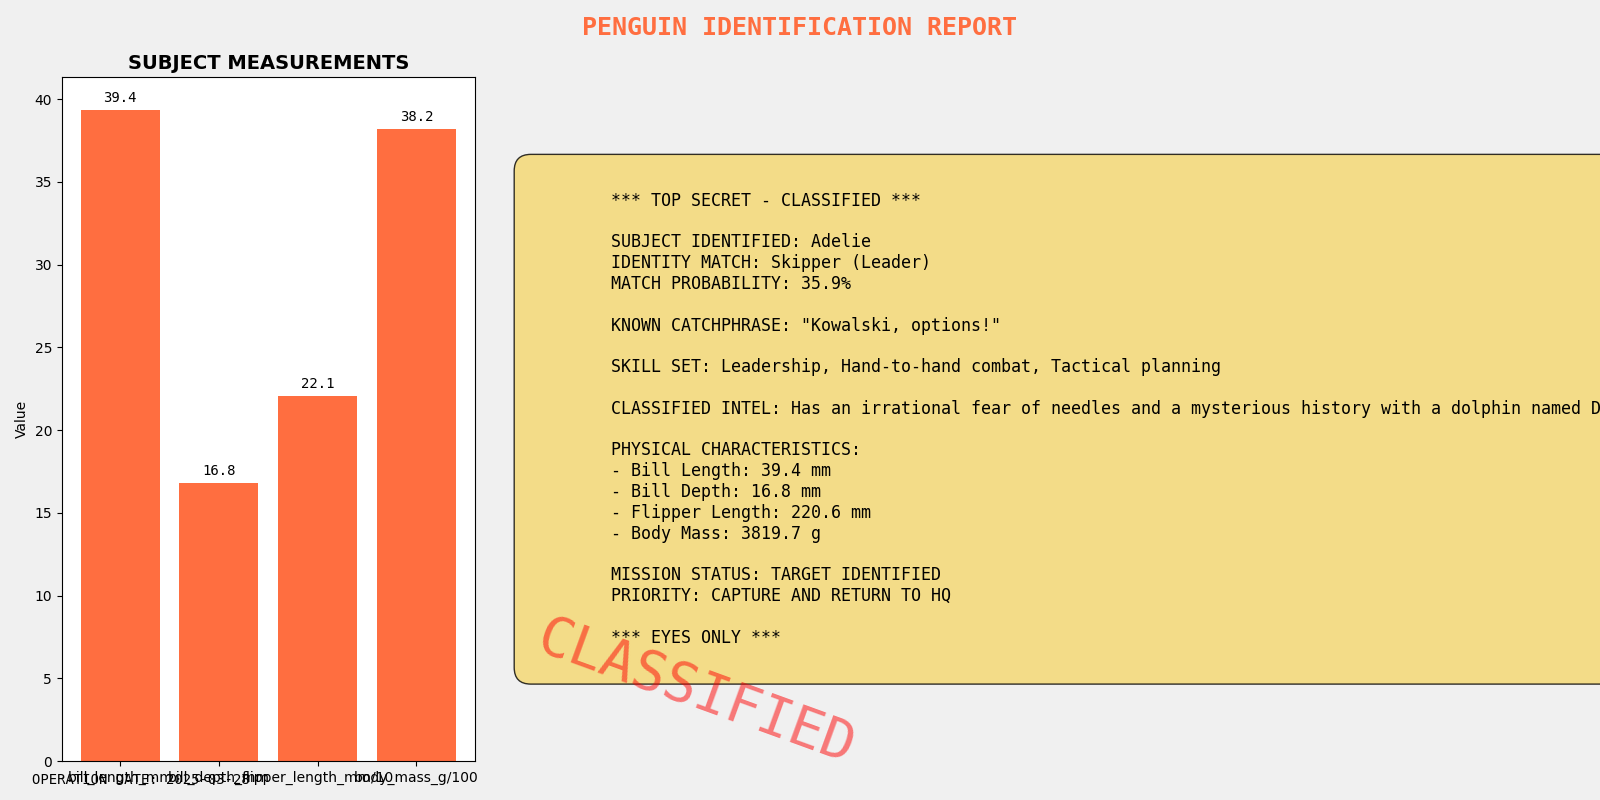 PENGUIN IDENTIFICATION REPORT
SUBJECT MEASUREMENTS
40
35
30
25
20
15
10
5
0
Value
39.4
16.8
22.1
38.2
bill_length_mm
bill_depth_mm
flipper_length_mm/10
body_mass_g/100
OPERATION DATE: 2025-03-28
*** TOP SECRET - CLASSIFIED ***
SUBJECT IDENTIFIED: Adelie
IDENTITY MATCH: Skipper (Leader)
MATCH PROBABILITY: 35.9%
KNOWN CATCHPHRASE: "Kowalski, options!"
SKILL SET: Leadership, Hand-to-hand combat, Tactical planning
CLASSIFIED INTEL: Has an irrational fear of needles and a mysterious history with a dolphin named D
PHYSICAL CHARACTERISTICS:
- Bill Length: 39.4 mm
- Bill Depth: 16.8 mm
- Flipper Length: 220.6 mm
- Body Mass: 3819.7 g
MISSION STATUS: TARGET IDENTIFIED
PRIORITY: CAPTURE AND RETURN TO HQ
*** EYES ONLY ***
CLASSIFIED